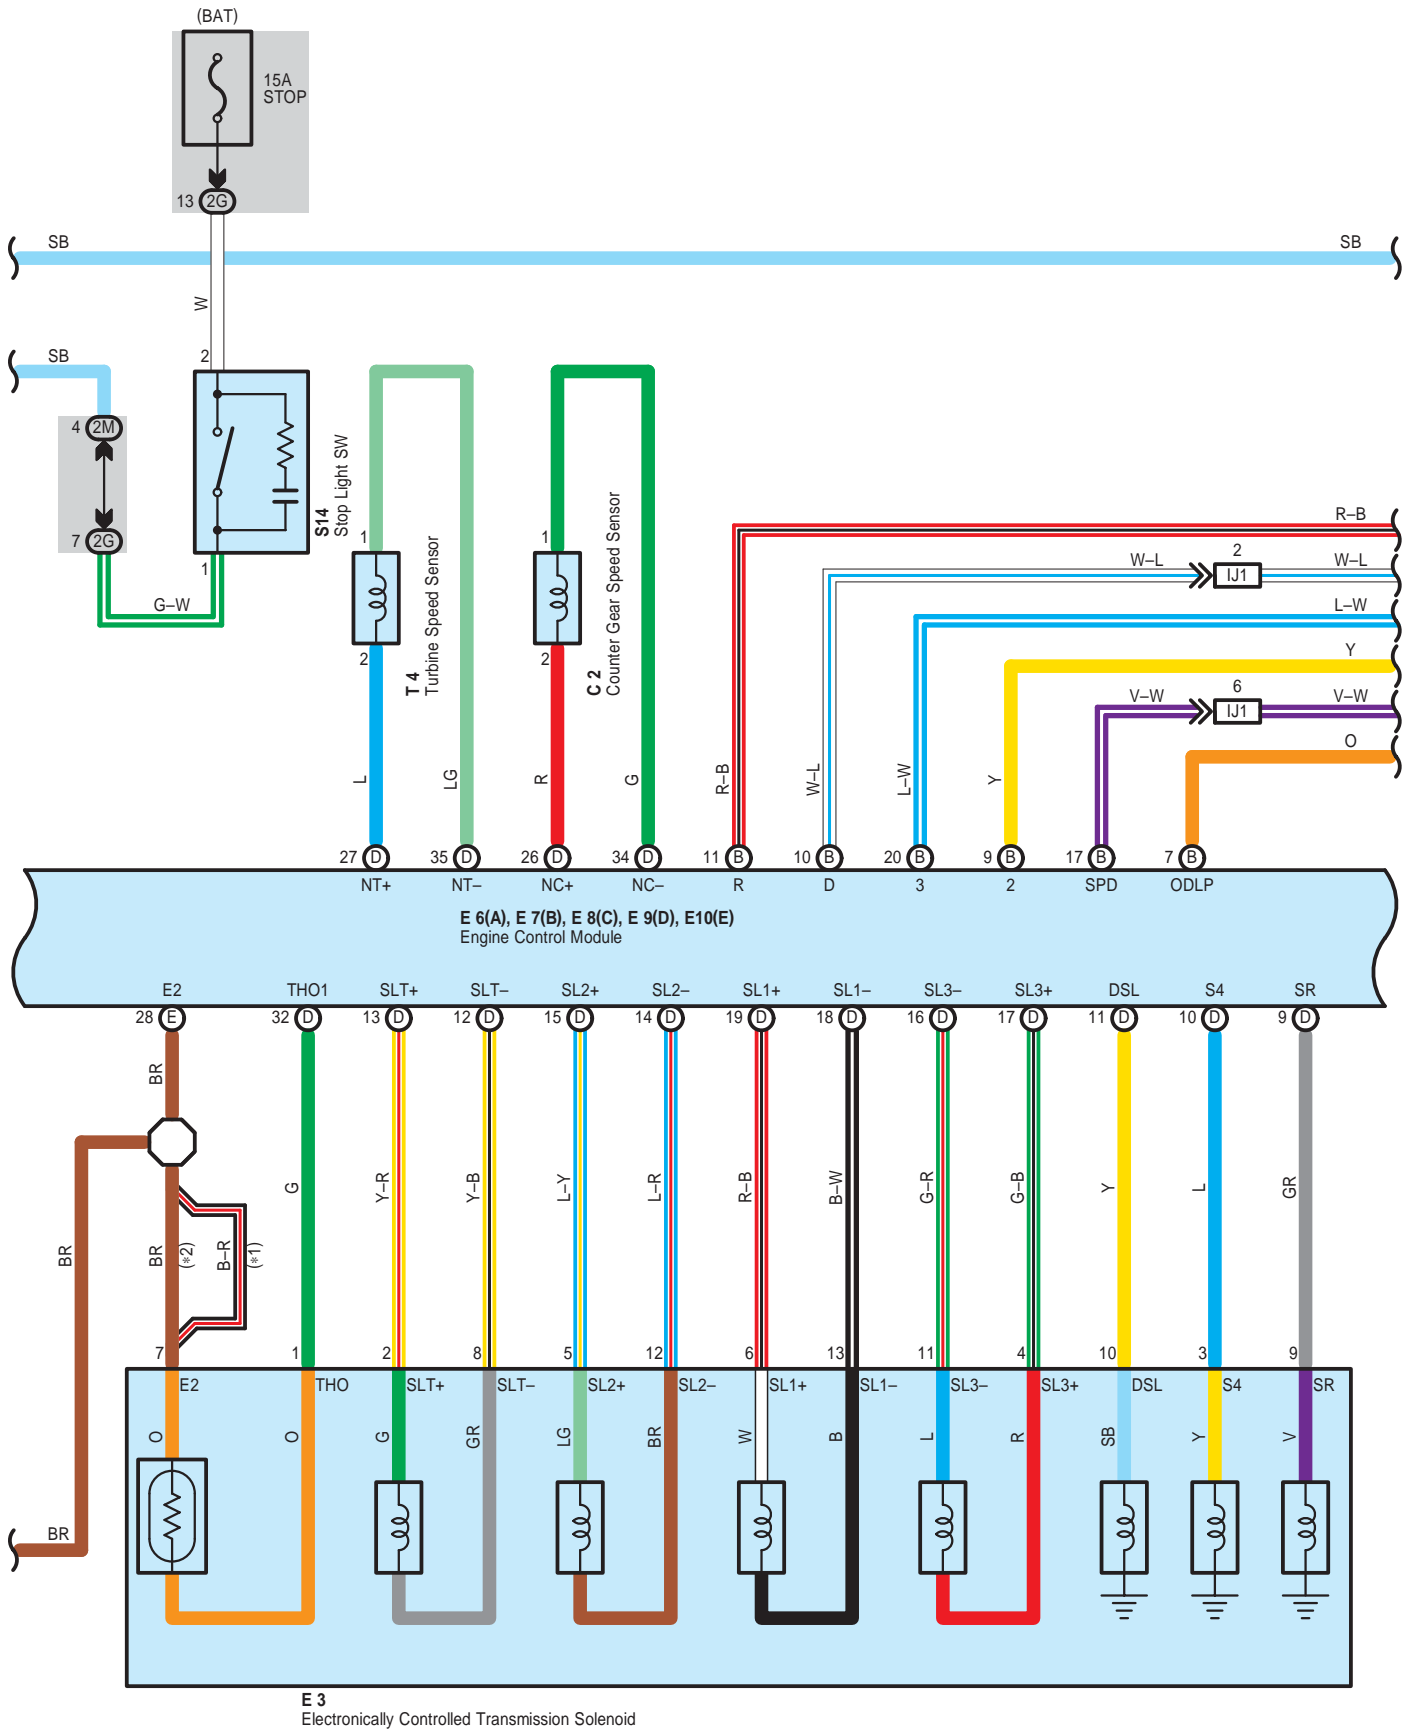 (BAT)
15A
STOP
13 2G
SB SB
W
SB
2
4 2M
7 2G
1
G–W
S14
Stop Light SW
1
2
T 4
Turbine Speed Sensor
1
2
C 2
Counter Gear Speed Sensor
R–B
W–L 2 IJ1 W–L
L–W
Y
V–W 6 IJ1 V–W
O
L LG R G R–B W–L L–W Y
27 D 35 D 26 D 34 D 11 B 10 B 20 B 9 B 17 B 7 B
NT+ NT– NC+ NC– R D 3 2 SPD ODLP
E 6(A), E 7(B), E 8(C), E 9(D), E10(E)
Engine Control Module
E2 THO1 SLT+ SLT– SL2+ SL2– SL1+ SL1– SL3– SL3+ DSL S4 SR
28 E 32 D 13 D 12 D 15 D 14 D 19 D 18 D 16 D 17 D 11 D 10 D 9 D
BR
G Y–R Y–B L–Y L–R R–B B–W G–R G–B Y L GR
BR BR (*2) B–R (*1)
7 1 2 8 5 12 6 13 11 4 10 3 9
E2 THO SLT+ SLT– SL2+ SL2– SL1+ SL1– SL3– SL3+ DSL S4 SR
O O G GR LG BR W B L R SB Y V
BR
E 3
Electronically Controlled Transmission Solenoid